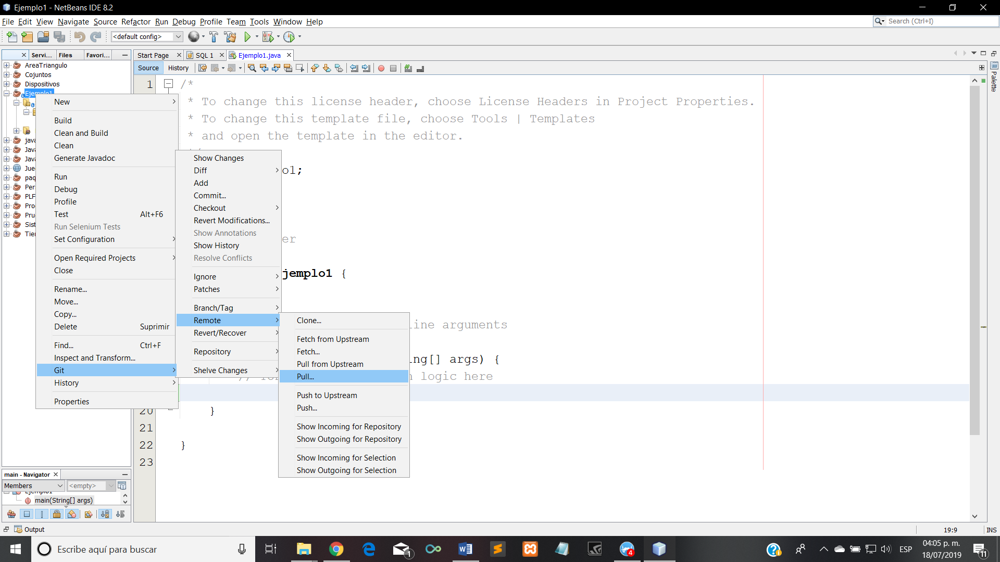 Ejemplo1 - NetBeans IDE 8.2
File Edit View Navigate Source Refactor Run Debug Profile Team Tools Window Help
Search (Ctrl+I)
<default config>
Servi... Files Favori...
Start Page SQL 1 Ejemplo1.java
Source History
Palette
AreaTriangulo
Cojuntos
Dispositivos
Ejemplo1
java
Java
Java
Jue
paq
Per
PLF
Pro
Pru
Sist
Tier
New
Build
Clean and Build
Clean
Generate Javadoc
Run
Debug
Profile
Test Alt+F6
Run Selenium Tests
Set Configuration
Open Required Projects
Close
Rename...
Move...
Copy...
Delete Suprimir
Find... Ctrl+F
Inspect and Transform...
Git
History
Properties
Show Changes
Diff
Add
Commit...
Checkout
Revert Modifications...
Show Annotations
Show History
Resolve Conflicts
Ignore
Patches
Branch/Tag
Remote
Revert/Recover
Repository
Shelve Changes
Clone...
Fetch from Upstream
Fetch...
Pull from Upstream
Pull...
Push to Upstream
Push...
Show Incoming for Repository
Show Outgoing for Repository
Show Incoming for Selection
Show Outgoing for Selection
1 /*
* To change this license header, choose License Headers in Project Properties.
* To change this template file, choose Tools | Templates
* and open the template in the editor.
o1;
er
jemplo1 {
line arguments
ng[] args) {
// logic here
20 }
21
22 }
23
main - Navigator
Members <empty>
Ejemplo1
main(String[] args)
Output
19:9 INS
Escribe aquí para buscar
1
4
ESP
04:05 p. m.
18/07/2019
11